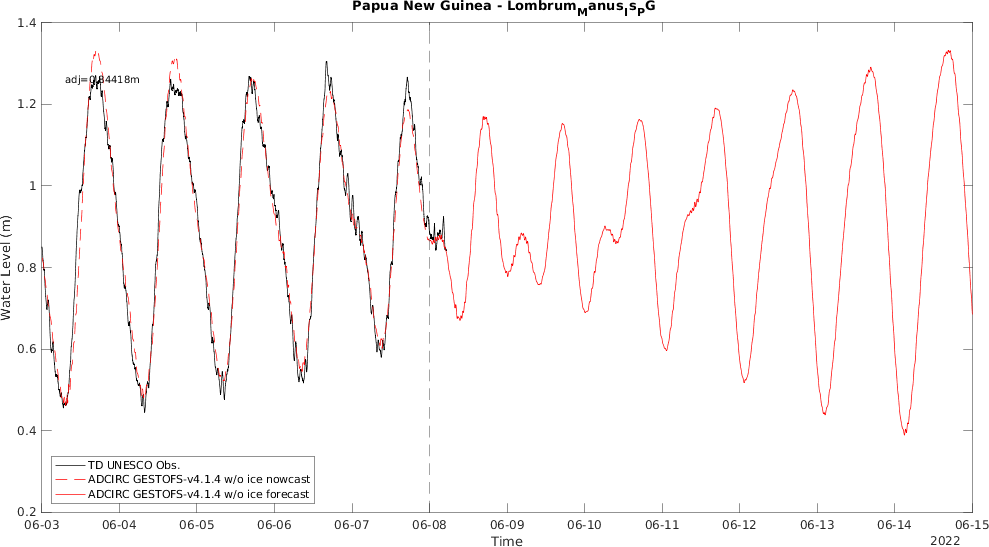 Papua New Guinea - LombrumManusIsPG
1.4
adj=0.84418m
1.2
1
0.8
0.6
0.4
0.2
Water Level (m)
TD UNESCO Obs.
ADCIRC GESTOFS-v4.1.4 w/o ice nowcast
ADCIRC GESTOFS-v4.1.4 w/o ice forecast
06-03 06-04 06-05 06-06 06-07 06-08 06-09 06-10 06-11 06-12 06-13 06-14 06-15
Time
2022